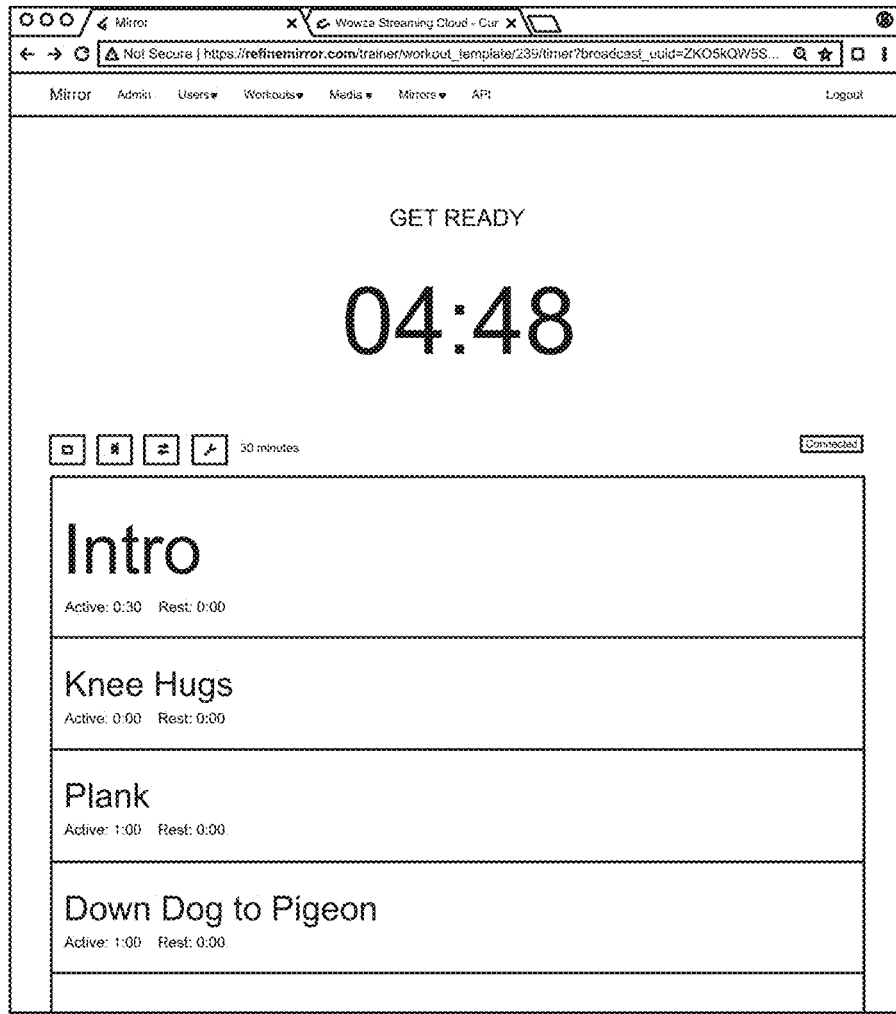 Mirror Wowza Streaming Cloud - Cur
Not Secure | https://refinemirror.com/trainer/workout_template/239/timer?broadcast_uuid=ZKO5kQW5S...
Mirror Admin Users Workouts Media Mirrors API Logout
GET READY
04:48
30 minutes Connected
Intro
Active: 0:30 Rest: 0:00
Knee Hugs
Active: 0:00 Rest: 0:00
Plank
Active: 1:00 Rest: 0:00
Down Dog to Pigeon
Active: 1:00 Rest: 0:00